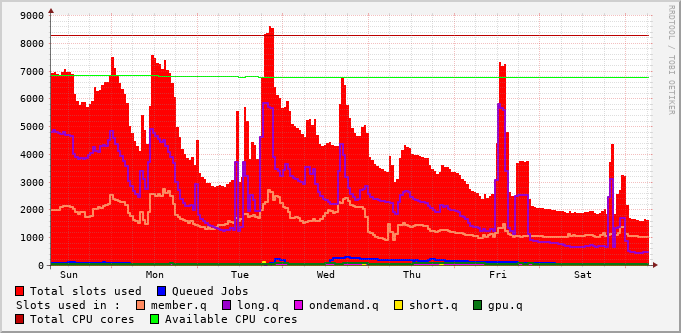 9000
8000
7000
6000
5000
4000
3000
2000
1000
0
Sun Mon Tue Wed Thu Fri Sat
RRDTOOL / TOBI OETIKER
Total slots used Queued Jobs
Slots used in : member.q long.q ondemand.q short.q gpu.q
Total CPU cores Available CPU cores